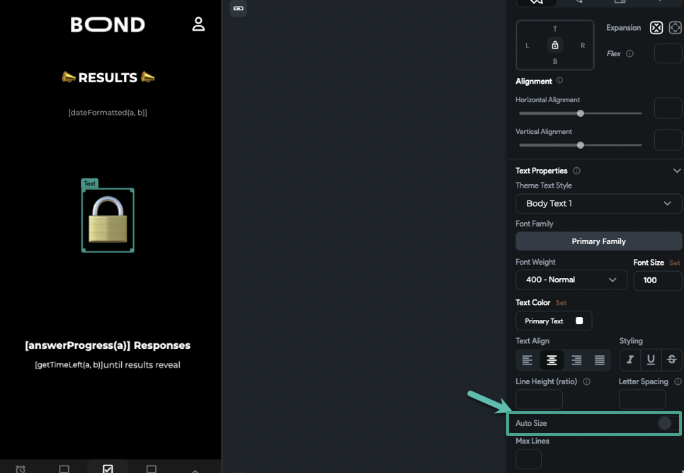 BOND
RESULTS
[dateFormatted(a, b)]
Text
[answerProgress(a)] Responses
[getTimeLeft(a, b)]until results reveal
T
L
R
B
Expansion
Flex
Alignment
Horizontal Alignment
Vertical Alignment
Text Properties
Theme Text Style
Body Text 1
Font Family
Primary Family
Font Weight
Font Size Set
400 - Normal
100
Text Color Set
Primary Text
Text Align
Styling
I U S
Line Height (ratio)
Letter Spacing
Auto Size
Max Lines